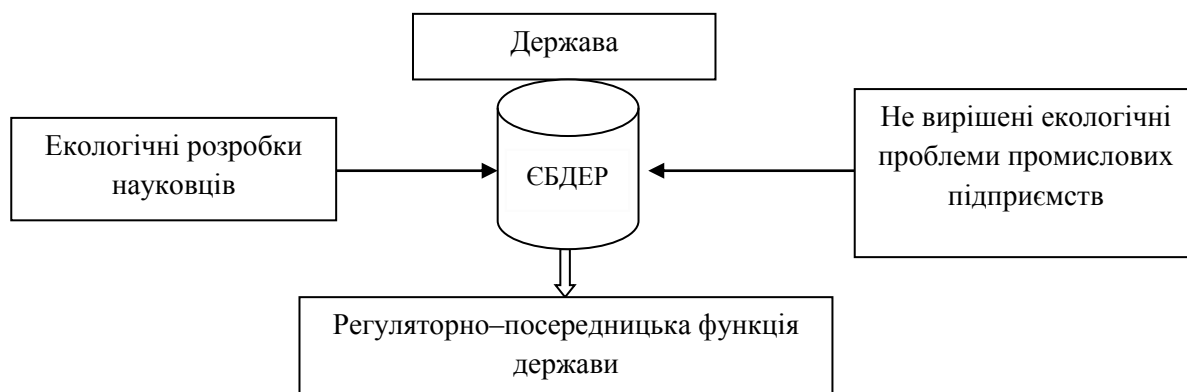 Держава
Екологічні розробки
науковців
ЄБДЕР
Не вирішені екологічні
проблеми промислових
підприємств
Регуляторно–посередницька функція
держави